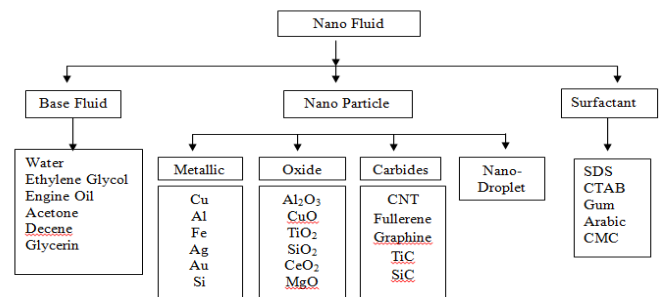 Nano Fluid
Base Fluid
Nano Particle
Surfactant
Water
Ethylene Glycol
Engine Oil
Acetone
Decene
Glycerin
Metallic
Oxide
Carbides
Nano-
Droplet
Cu
Al
Fe
Ag
Au
Si
Al₂O₃
CuO
TiO₂
SiO₂
CeO₂
MgO
CNT
Fullerene
Graphine
TiC
SiC
SDS
CTAB
Gum
Arabic
CMC